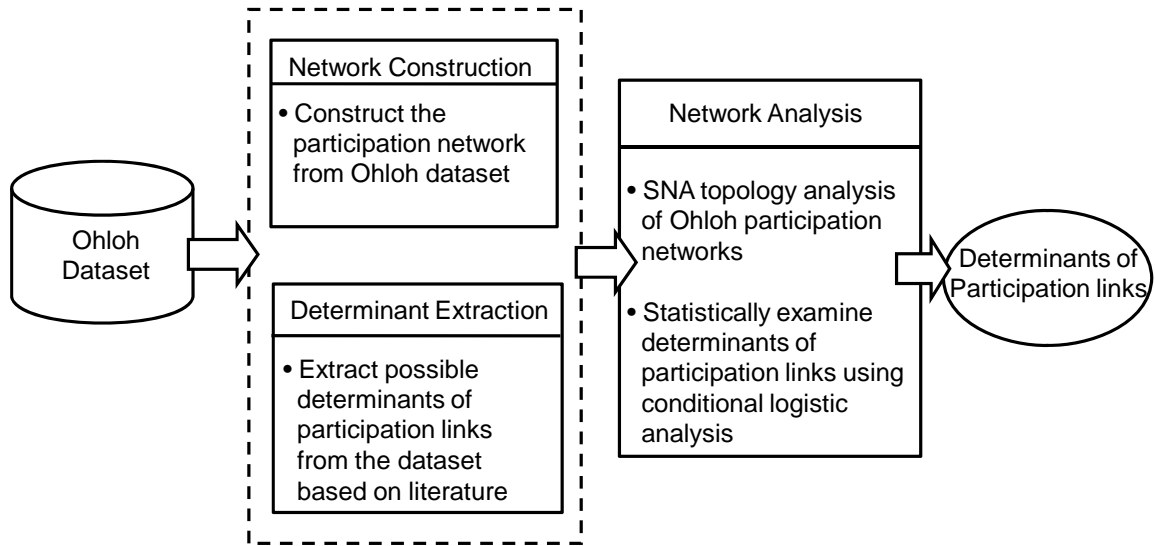 Ohloh
Dataset
Network Construction
• Construct the
participation network
from Ohloh dataset
Determinant Extraction
• Extract possible
determinants of
participation links
from the dataset
based on literature
Network Analysis
• SNA topology analysis
of Ohloh participation
networks
• Statistically examine
determinants of
participation links using
conditional logistic
analysis
Determinants of
Participation links